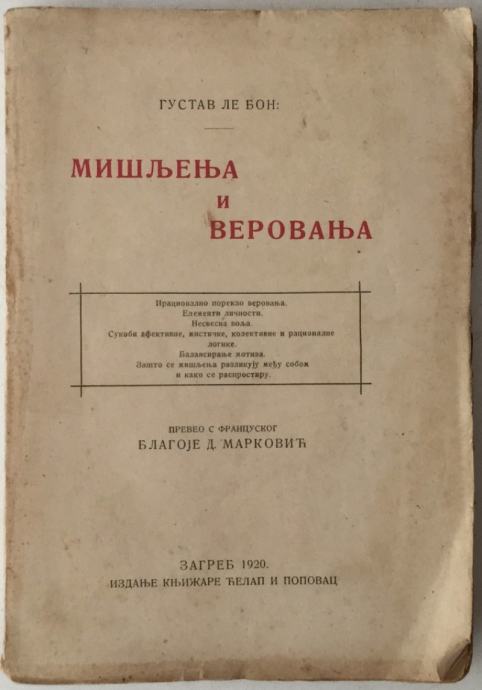 ГУСТАВ ЛЕ БОН:
МИШЉЕЊА
И
ВЕРОВАЊА
Ирационално порекло веровања.
Елементи личности.
Несвесна воља.
Сукоби афективне, мистичке, колективне и рационалне
логике.
Балансирање мотива.
Зашто се мишљења разликују међу собом
и како се распростиру.
ПРЕВЕО С ФРАНЦУСКОГ
БЛАГОЈЕ Д. МАРКОВИЋ
ЗАГРЕБ 1920.
ИЗДАЊЕ КЊИЖАРЕ ЋЕЛАП И ПОПОВАЦ